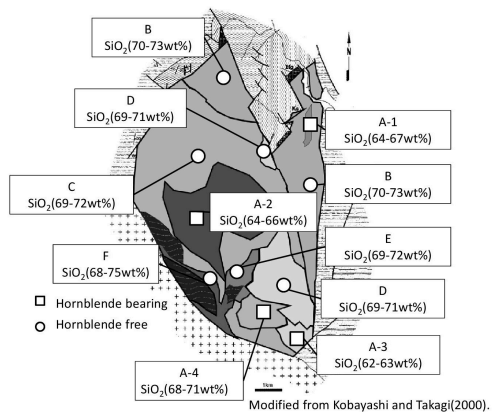 B
SiO₂(70-73wt%)
N
D
SiO₂(69-71wt%)
A-1
SiO₂(64-67wt%)
B
SiO₂(70-73wt%)
C
SiO₂(69-72wt%)
A-2
SiO₂(64-66wt%)
E
SiO₂(69-72wt%)
F
SiO₂(68-75wt%)
Hornblende bearing
Hornblende free
D
SiO₂(69-71wt%)
A-3
SiO₂(62-63wt%)
A-4
SiO₂(68-71wt%)
1km
Modified from Kobayashi and Takagi(2000).